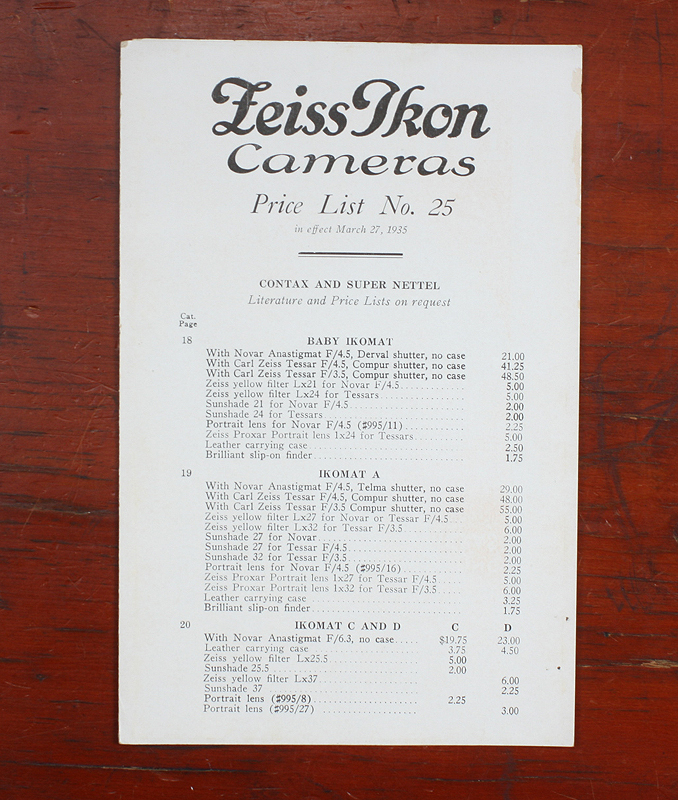 Zeiss Ikon
Cameras
Price List No. 25
in effect March 27, 1935
CONTAX AND SUPER NETTEL
Literature and Price Lists on request
Cat.
Page
18 BABY IKOMAT
With Novar Anastigmat F/4.5, Derval shutter, no case 21.00
With Carl Zeiss Tessar F/4.5, Compur shutter, no case 41.25
With Carl Zeiss Tessar F/3.5, Compur shutter, no case 48.50
Zeiss yellow filter Lx21 for Novar F/4.5 5.00
Zeiss yellow filter Lx24 for Tessars 5.00
Sunshade 21 for Novar F/4.5 2.00
Sunshade 24 for Tessars 2.00
Portrait lens for Novar F/4.5 (♯995/11) 2.25
Zeiss Proxar Portrait lens 1x24 for Tessars 5.00
Leather carrying case 2.50
Brilliant slip-on finder 1.75
19 IKOMAT A
With Novar Anastigmat F/4.5, Telma shutter, no case 29.00
With Carl Zeiss Tessar F/4.5, Compur shutter, no case 48.00
With Carl Zeiss Tessar F/3.5 Compur shutter, no case 55.00
Zeiss yellow filter Lx27 for Novar or Tessar F/4.5 5.00
Zeiss yellow filter Lx32 for Tessar F/3.5 6.00
Sunshade 27 for Novar 2.00
Sunshade 27 for Tessar F/4.5 2.00
Sunshade 32 for Tessar F/3.5 2.00
Portrait lens for Novar F/4.5 (♯995/16) 2.25
Zeiss Proxar Portrait lens 1x27 for Tessar F/4.5 5.00
Zeiss Proxar Portrait lens 1x32 for Tessar F/3.5 6.00
Leather carrying case 3.25
Brilliant slip-on finder 1.75
20 IKOMAT C AND D C D
With Novar Anastigmat F/6.3, no case $19.75 23.00
Leather carrying case 3.75 4.50
Zeiss yellow filter Lx25.5 5.00
Sunshade 25.5 2.00
Zeiss yellow filter Lx37 6.00
Sunshade 37 2.25
Portrait lens (♯995/8) 2.25
Portrait lens (♯995/27) 3.00